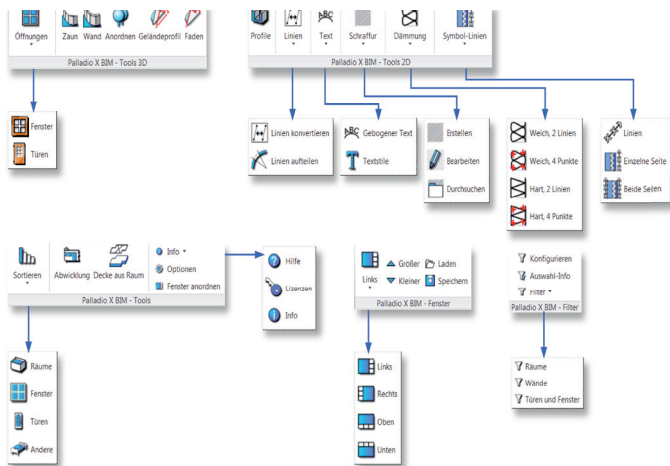 Öffnungen Zaun Wand Anordnen Geländeprofil Faden
Palladio X BIM - Tools 3D
Fenster
Türen
Profile Linien Text Schraffur Dämmung Symbol-Linien
Palladio X BIM - Tools 2D
Linien konvertieren
Linien aufteilen
ABC Gebogener Text
Textstile
Erstellen
Bearbeiten
Durchsuchen
Weich, 2 Linien
Weich, 4 Punkte
Hart, 2 Linien
Hart, 4 Punkte
Linien
Einzelne Seite
Beide Seiten
Sortieren Abwicklung Decke aus Raum
Info
Optionen
Fenster anordnen
Palladio X BIM - Tools
Hilfe
Lizenzen
Info
Räume
Fenster
Türen
Andere
Links
Größer Laden
Kleiner Speichern
Palladio X BIM - Fenster
Links
Rechts
Oben
Unten
Konfigurieren
Auswahl-Info
Filter
Palladio X BIM - Filter
Räume
Wände
Türen und Fenster